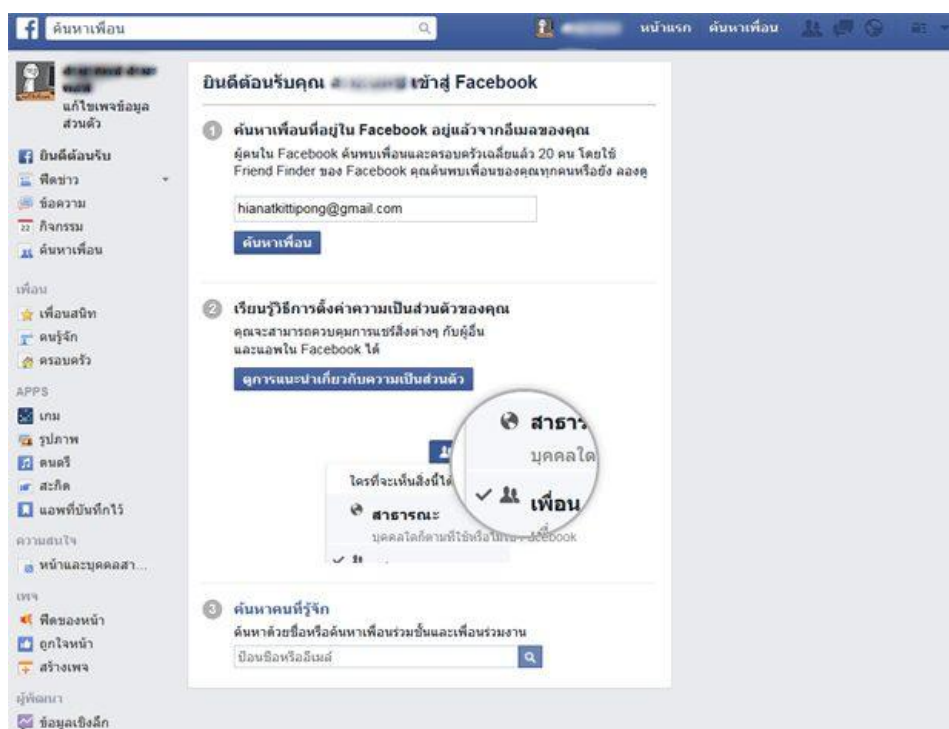 ค้นหาเพื่อน
หน้าแรก ค้นหาเพื่อน
แก้ไขเพจข้อมูล
ส่วนตัว
ยินดีต้อนรับ
ฟีดข่าว
ข้อความ
กิจกรรม
ค้นหาเพื่อน
เพื่อน
เพื่อนสนิท
คนรู้จัก
ครอบครัว
APPS
เกม
รูปภาพ
ดนตรี
สะกิด
แอพที่บันทึกไว้
ความสนใจ
หน้าและบุคคลสา...
เพจ
ฟีดของหน้า
ถูกใจหน้า
สร้างเพจ
ผู้พัฒนา
ข้อมูลเชิงลึก
ยินดีต้อนรับคุณ เข้าสู่ Facebook
1 ค้นหาเพื่อนที่อยู่ใน Facebook อยู่แล้วจากอีเมลของคุณ
ผู้คนใน Facebook ค้นพบเพื่อนและครอบครัวเฉลี่ยแล้ว 20 คน โดยใช้
Friend Finder ของ Facebook คุณค้นพบเพื่อนของคุณทุกคนหรือยัง ลองดู
hianatkittipong@gmail.com
ค้นหาเพื่อน
2 เรียนรู้วิธีการตั้งค่าความเป็นส่วนตัวของคุณ
คุณจะสามารถควบคุมการแชร์สิ่งต่างๆ กับผู้อื่น
และแอพใน Facebook ได้
ดูการแนะนำเกี่ยวกับความเป็นส่วนตัว
สาธาร
บุคคลใด
เพื่อน
ใครที่จะเห็นสิ่งนี้ได้
สาธารณะ
บุคคลใดก็ตามที่ใช้หรือไม่ใช้
3 ค้นหาคนที่รู้จัก
ค้นหาด้วยชื่อหรือค้นหาเพื่อนร่วมชั้นและเพื่อนร่วมงาน
ป้อนชื่อหรืออีเมล์